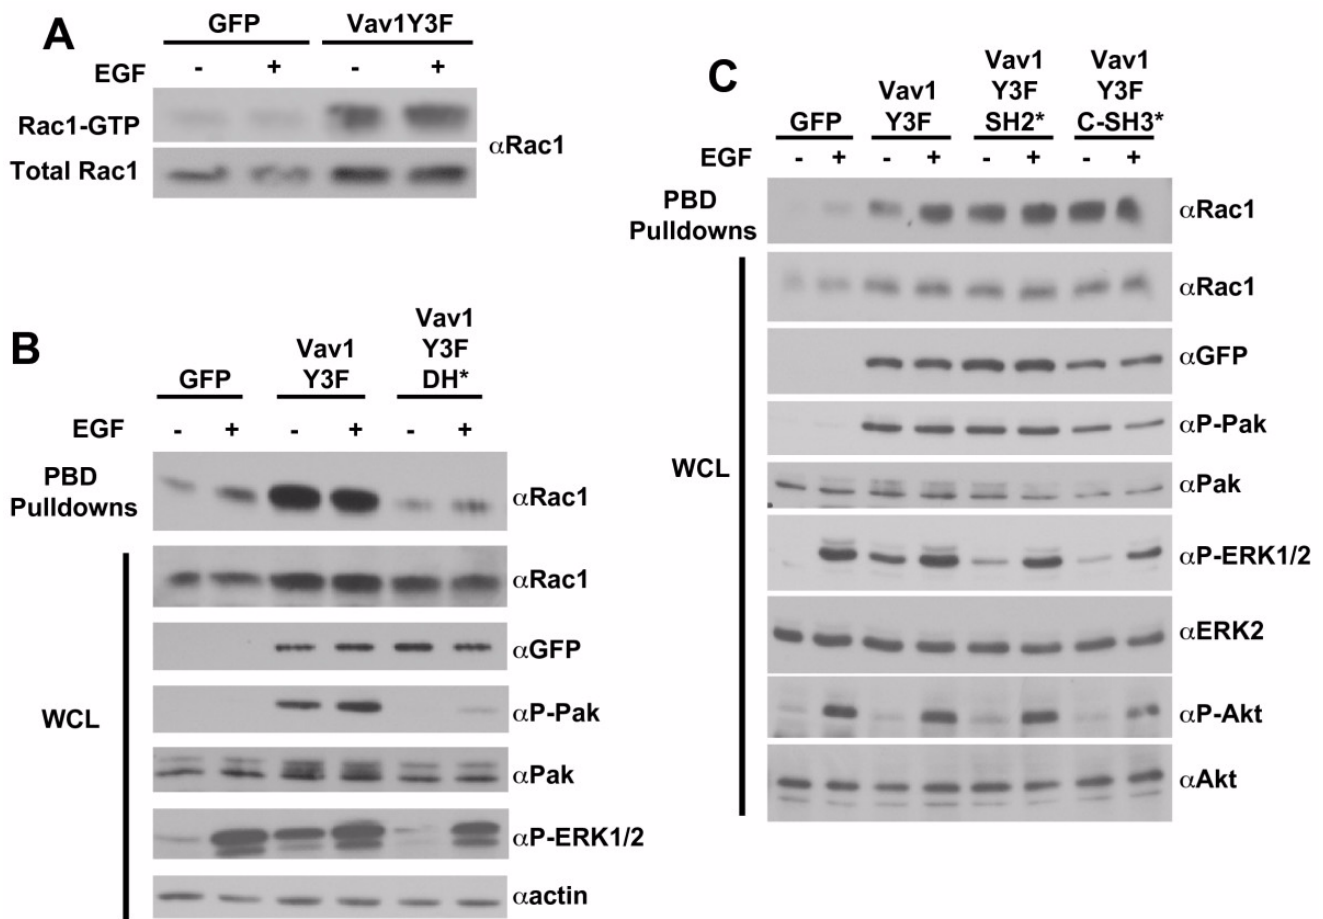 A
GFP Vav1Y3F
EGF - + - +
Rac1-GTP
Total Rac1
αRac1
B
GFP
Vav1
Y3F
Vav1
Y3F
DH*
EGF - + - + - +
PBD
Pulldowns
αRac1
WCL
αRac1
αGFP
αP-Pak
αPak
αP-ERK1/2
αactin
C
GFP
Vav1
Y3F
Vav1
Y3F
SH2*
Vav1
Y3F
C-SH3*
EGF - + - + - + - +
PBD
Pulldowns
αRac1
WCL
αRac1
αGFP
αP-Pak
αPak
αP-ERK1/2
αERK2
αP-Akt
αAkt